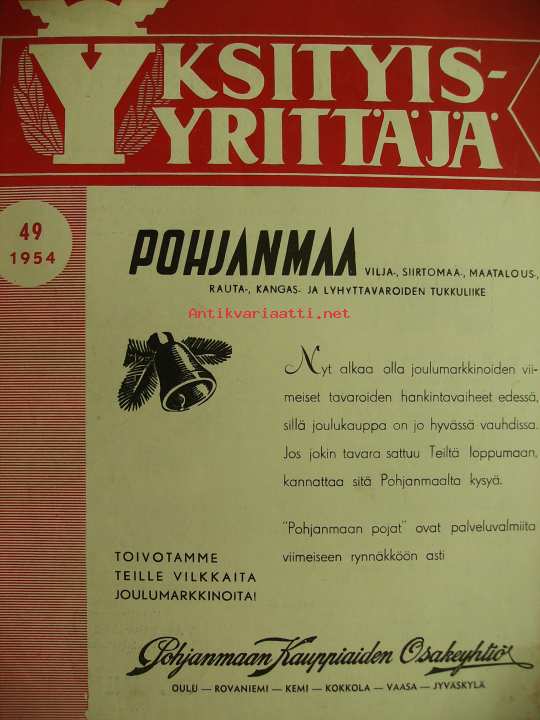 YKSITYIS-
YRITTÄJÄ
49
1954
POHJANMAA VILJA-, SIIRTOMAA-, MAATALOUS-,
RAUTA-, KANGAS- JA LYHYTTAVAROIDEN TUKKULIIKE
Antikvariaatti.net
Nyt alkaa olla joulumarkkinoiden vii-
meiset tavaroiden hankintavaiheet edessä,
sillä joulukauppa on jo hyvässä vauhdissa.
Jos jokin tavara sattuu Teiltä loppumaan,
kannattaa sitä Pohjanmaalta kysyä.
"Pohjanmaan pojat" ovat palveluvalmiita
viimeiseen rynnäkköön asti
TOIVOTAMME
TEILLE VILKKAITA
JOULUMARKKINOITA!
Pohjanmaan Kauppiaiden Osakeyhtiö
OULU — ROVANIEMI — KEMI — KOKKOLA — VAASA — JYVÄSKYLÄ